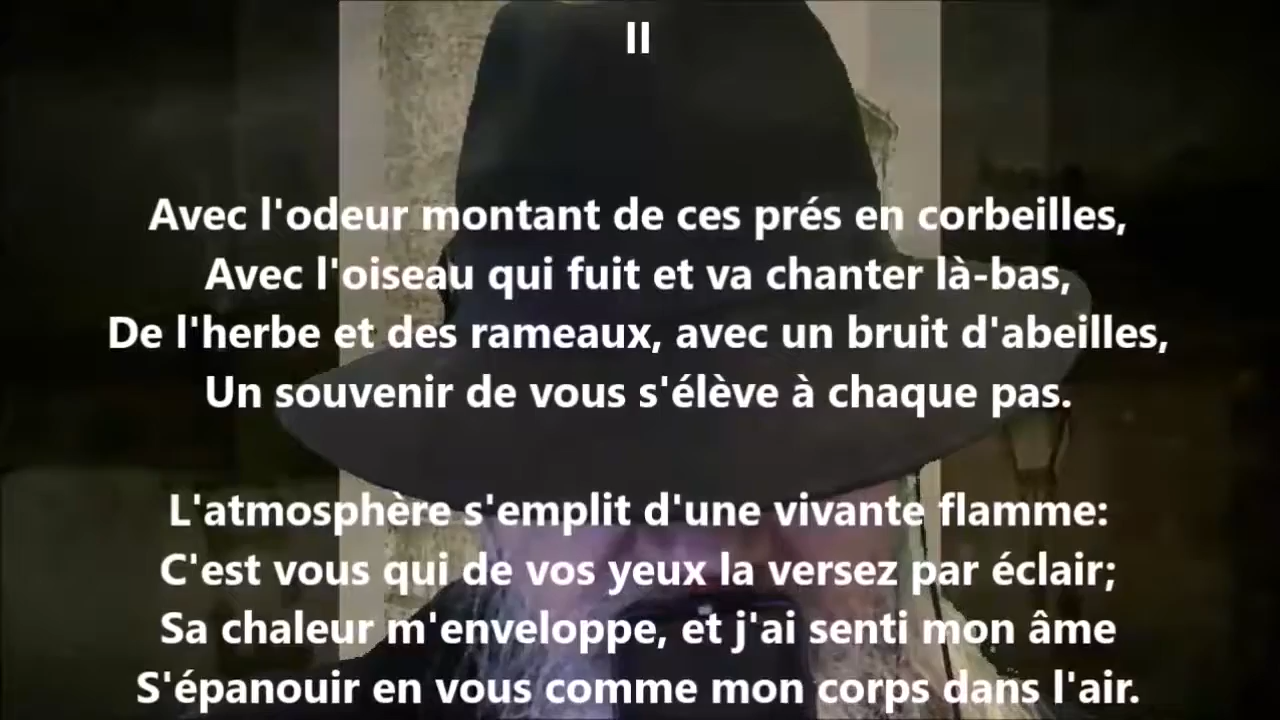 II
Avec l'odeur montant de ces prés en corbeilles,
Avec l'oiseau qui fuit et va chanter là-bas,
De l'herbe et des rameaux, avec un bruit d'abeilles,
Un souvenir de vous s'élève à chaque pas.
L'atmosphère s'emplit d'une vivante flamme:
C'est vous qui de vos yeux la versez par éclair;
Sa chaleur m'enveloppe, et j'ai senti mon âme
S'épanouir en vous comme mon corps dans l'air.